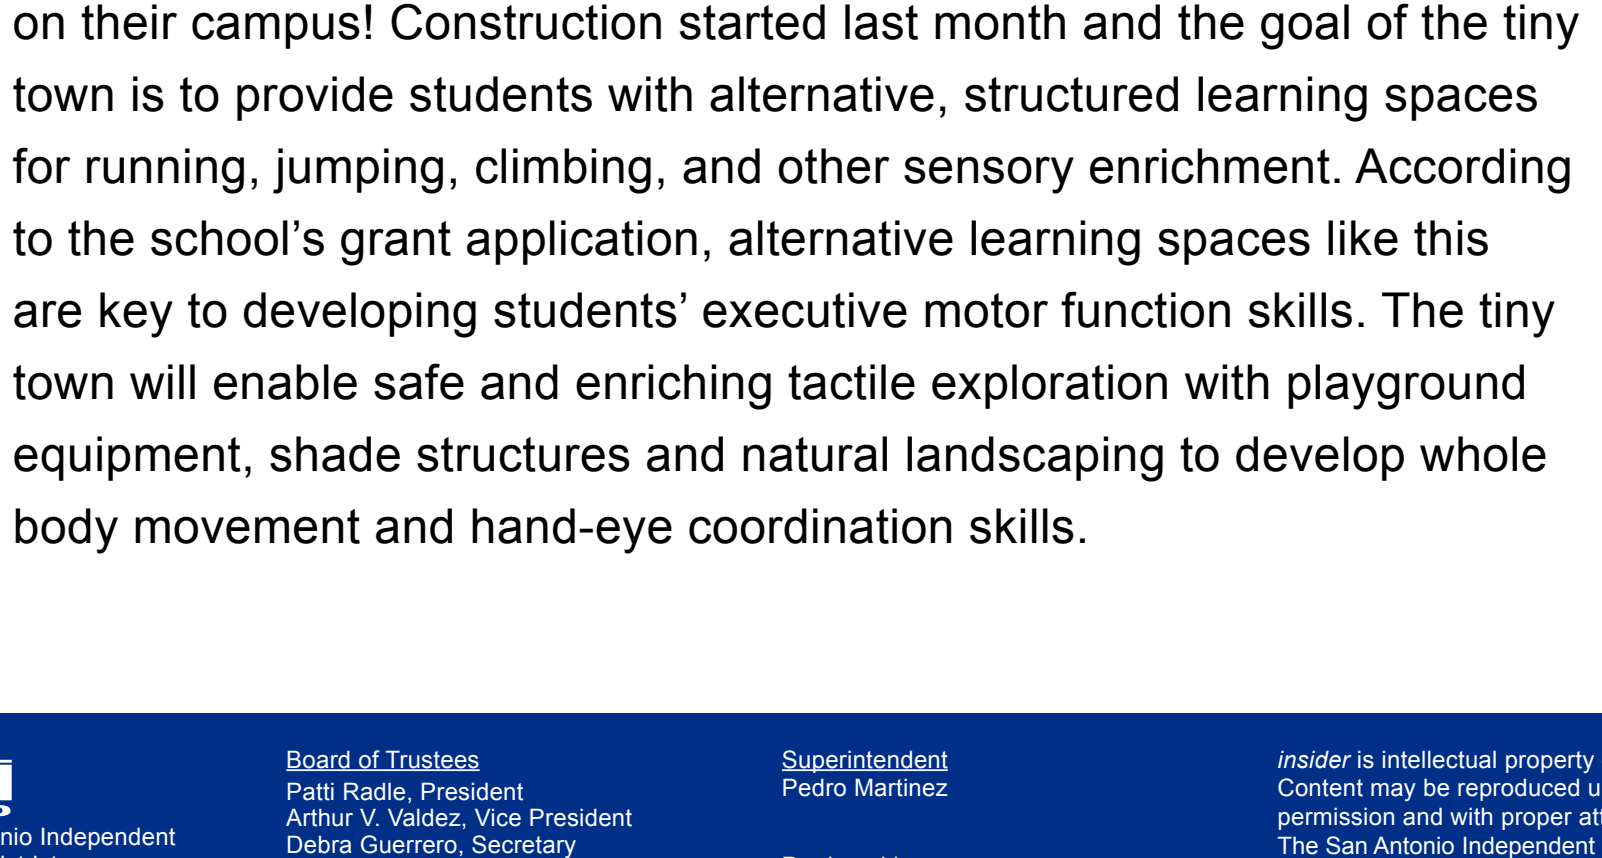 on their campus! Construction started last month and the goal of the tiny
town is to provide students with alternative, structured learning spaces
for running, jumping, climbing, and other sensory enrichment. According
to the school’s grant application, alternative learning spaces like this
are key to developing students’ executive motor function skills. The tiny
town will enable safe and enriching tactile exploration with playground
equipment, shade structures and natural landscaping to develop whole
body movement and hand-eye coordination skills.
nio Independent
Board of Trustees
Patti Radle, President
Arthur V. Valdez, Vice President
Debra Guerrero, Secretary
Superintendent
Pedro Martinez
insider is intellectual property
Content may be reproduced u
permission and with proper att
The San Antonio Independent